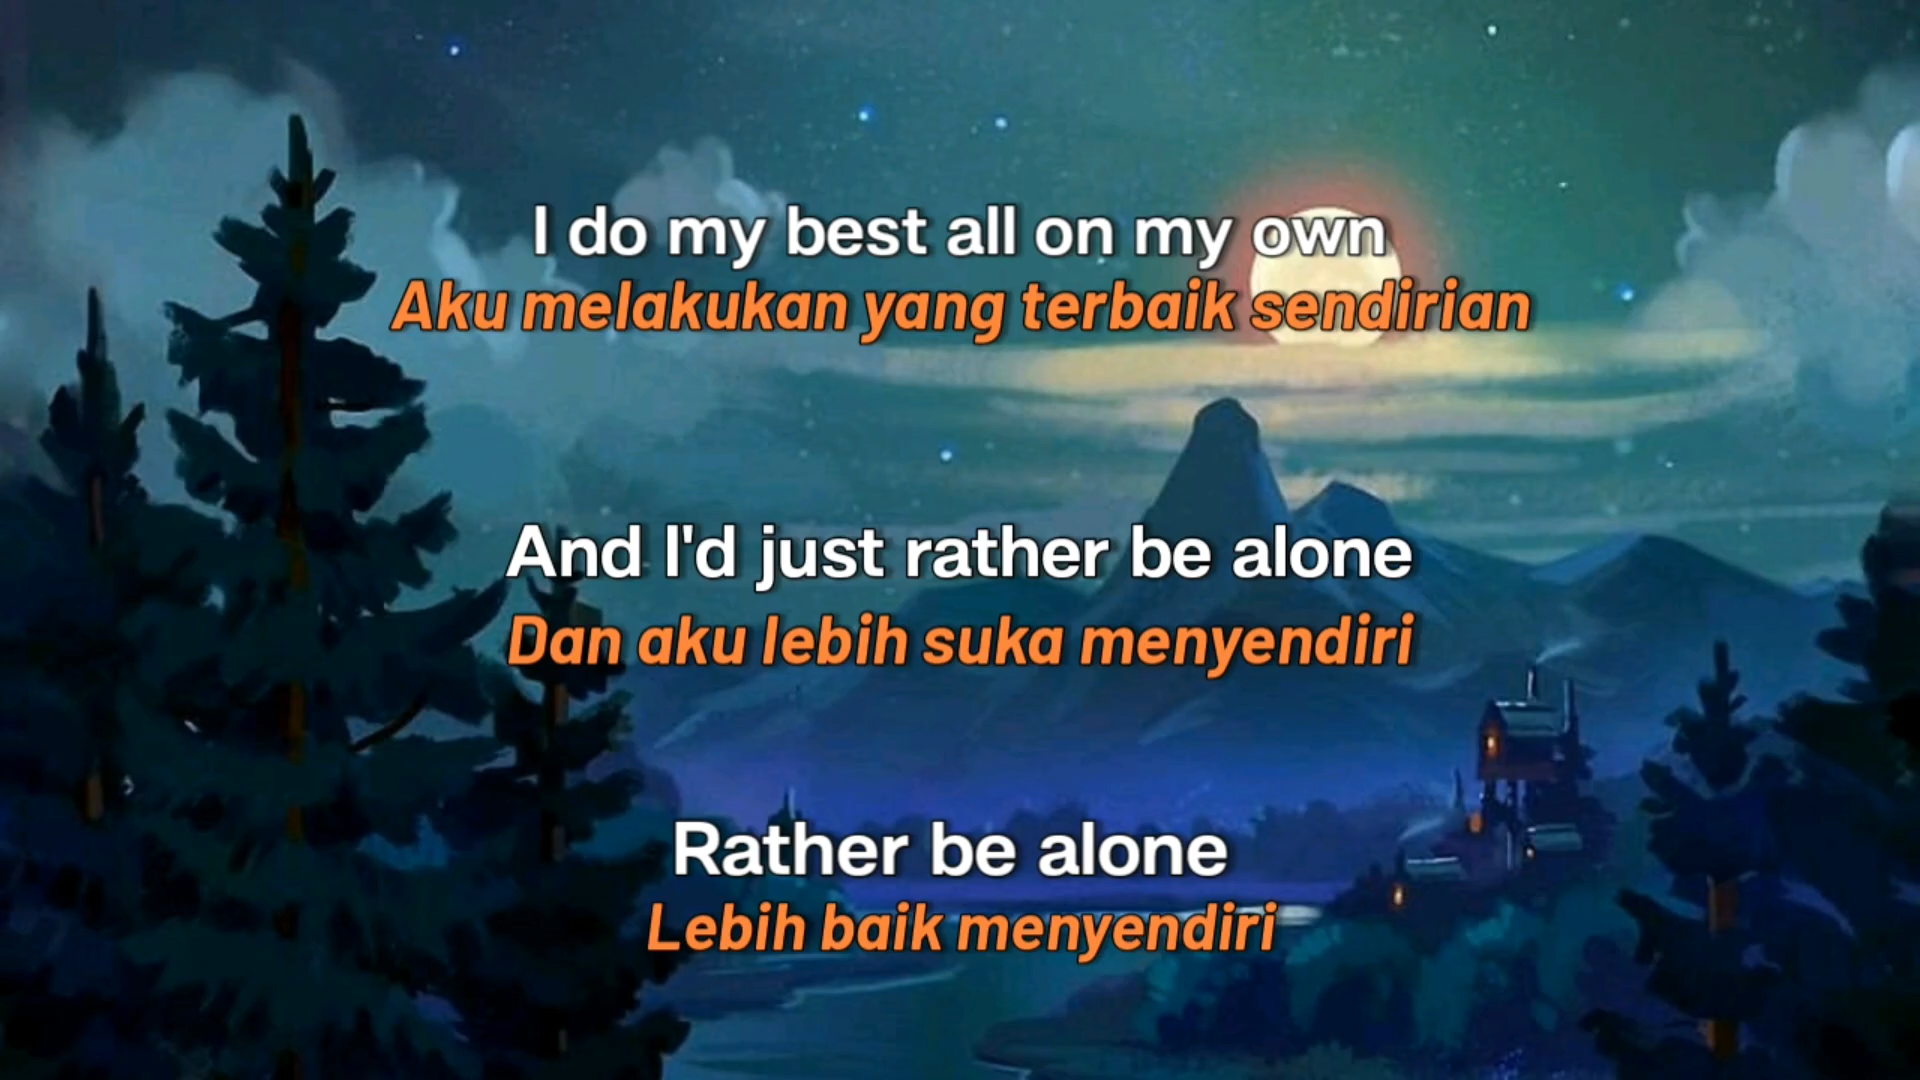 I do my best all on my own
Aku melakukan yang terbaik sendirian
And I'd just rather be alone
Dan aku lebih suka menyendiri
Rather be alone
Lebih baik menyendiri